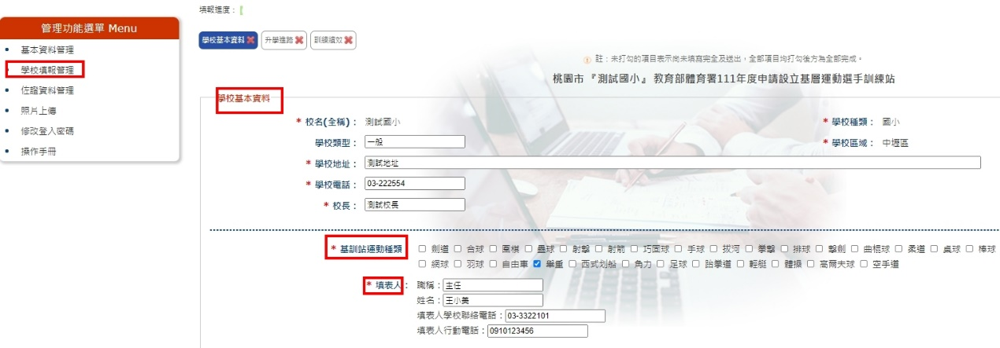 填報進度：
管理功能選單 Menu
基本資料管理
學校填報管理
佐證資料管理
照片上傳
修改登入密碼
操作手冊
學校基本資料 升學進路 訓練績效
註：未打勾的項目表示尚未填寫完全及送出，全部項目均打勾後方為全部完成。
桃園市『測試國小』教育部體育署111年度申請設立基層運動選手訓練站
學校基本資料
* 校名(全稱)： 測試國小 * 學校種類： 國小
學校類型： 一般 * 學校區域： 中壢區
* 學校地址： 測試地址
* 學校電話： 03-222554
* 校長： 測試校長
* 基訓站運動種類 劍道 合球 圍棋 壘球 射擊 射箭 巧固球 手球 拔河 拳擊 排球 擊劍 曲棍球 柔道 桌球 棒球
網球 羽球 自由車 舉重 西式划船 角力 足球 跆拳道 輕艇 體操 高爾夫球 空手道
* 填表人： 職稱：主任
姓名：王小美
填表人學校聯絡電話：03-3322101
填表人行動電話：0910123456